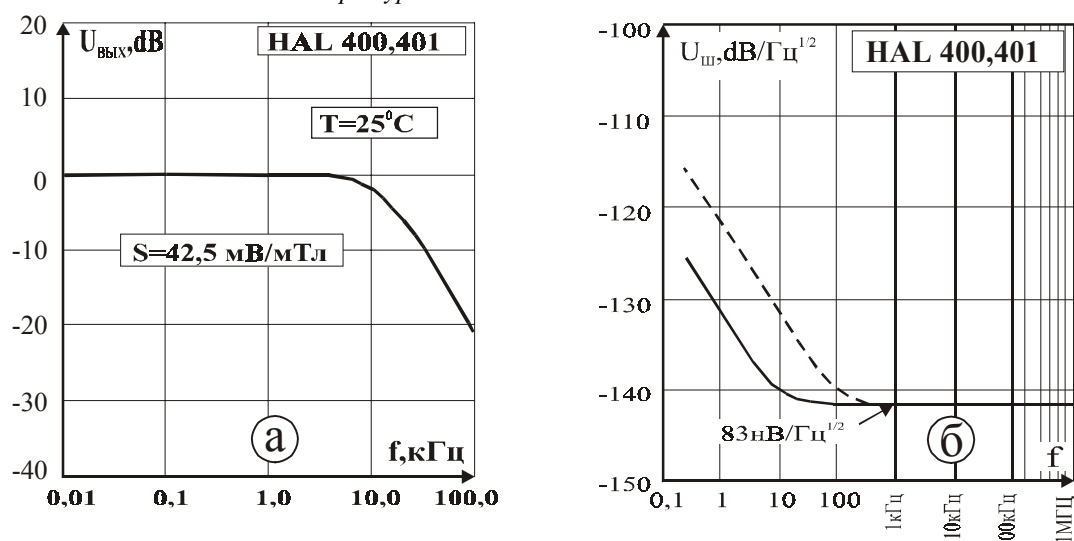 20
U_ВЫХ,dB
HAL 400,401
10
T=25⁰C
0
-10
S=42,5 мВ/мТл
-20
-30
а
f,кГц
-40
0,01
0,1
1,0
10,0
100,0
-100
U_Ш,dB/Гц^1/2
HAL 400,401
-110
-120
-130
-140
83нВ/Гц^1/2
б
f
-150
0,1
1
10
100
1кГц
10кГц
00кГц
1МГЦ